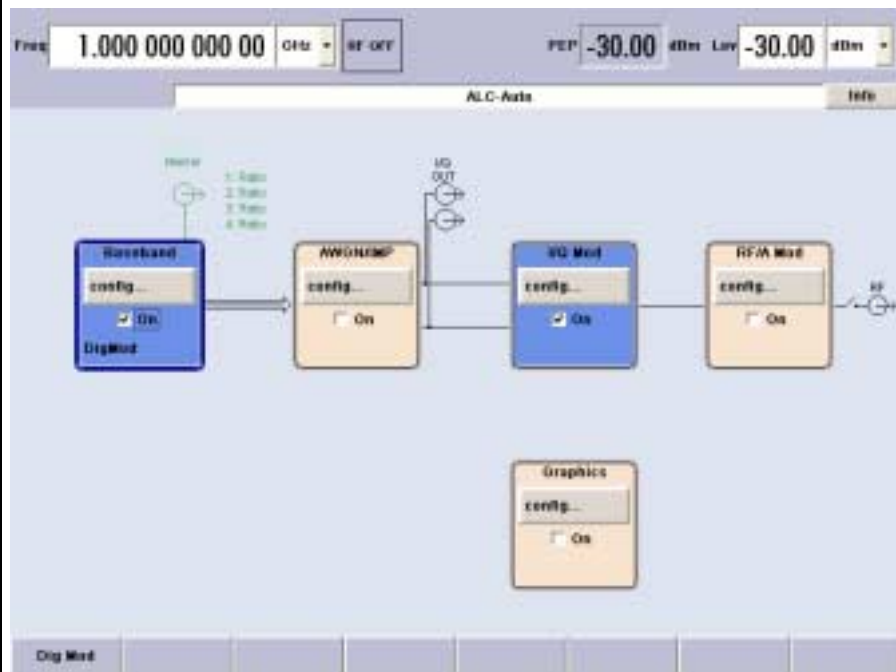 Freq 1.000 000 000 00 GHz RF OFF PEP -30.00 dBm Lev -30.00 dBm
ALC-Auto Info
I/Q
OUT
Baseband AWGN/IMP I/Q Mod RF/A Mod
config... config... config... config... RF
On On On On
DigMod
Graphics
config...
On
Dig Mod